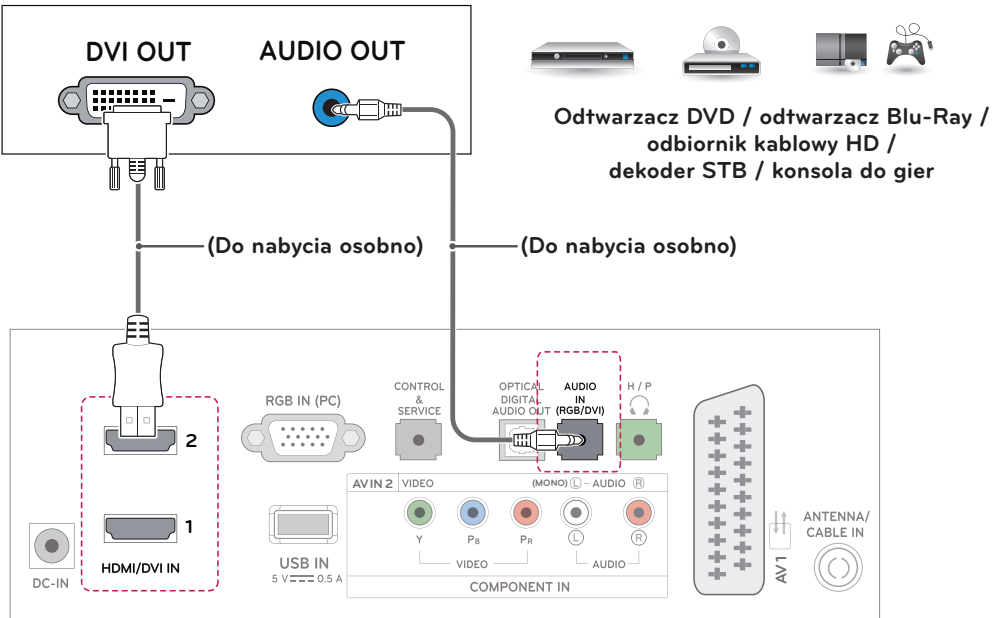 DVI OUT
AUDIO OUT
Odtwarzacz DVD / odtwarzacz Blu-Ray /
odbiornik kablowy HD /
dekoder STB / konsola do gier
(Do nabycia osobno)
(Do nabycia osobno)
RGB IN (PC)
CONTROL
&
SERVICE
OPTICAL
DIGITAL
AUDIO OUT
AUDIO
IN
(RGB/DVI)
H / P
2
1
HDMI/DVI IN
DC-IN
USB IN
5 V 0.5 A
AV IN 2
VIDEO
(MONO) L AUDIO R
Y
PB
PR
L
R
VIDEO
AUDIO
COMPONENT IN
AV 1
ANTENNA/
CABLE IN